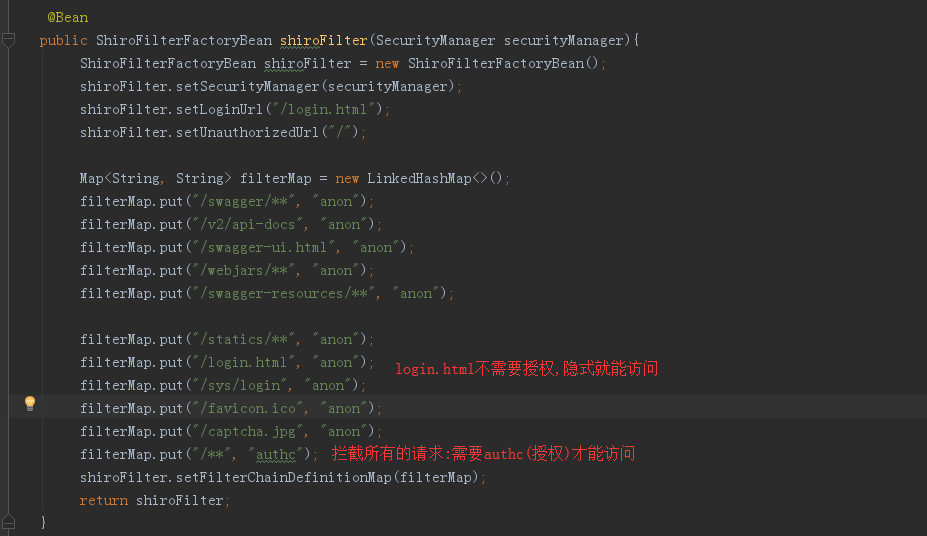 @Bean
public ShiroFilterFactoryBean shiroFilter(SecurityManager securityManager){
ShiroFilterFactoryBean shiroFilter = new ShiroFilterFactoryBean();
shiroFilter.setSecurityManager(securityManager);
shiroFilter.setLoginUrl("/login.html");
shiroFilter.setUnauthorizedUrl("/");
Map<String, String> filterMap = new LinkedHashMap<>();
filterMap.put("/swagger/**", "anon");
filterMap.put("/v2/api-docs", "anon");
filterMap.put("/swagger-ui.html", "anon");
filterMap.put("/webjars/**", "anon");
filterMap.put("/swagger-resources/**", "anon");
filterMap.put("/statics/**", "anon");
filterMap.put("/login.html", "anon"); login.html不需要授权,隐式就能访问
filterMap.put("/sys/login", "anon");
filterMap.put("/favicon.ico", "anon");
filterMap.put("/captcha.jpg", "anon");
filterMap.put("/**", "authc"); 拦截所有的请求:需要authc(授权)才能访问
shiroFilter.setFilterChainDefinitionMap(filterMap);
return shiroFilter;
}